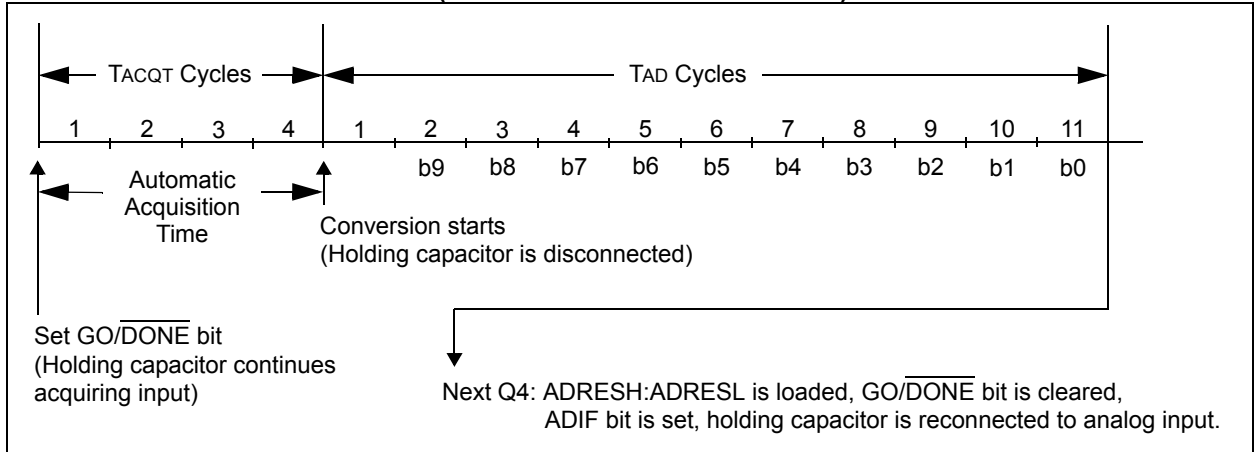 TACQT Cycles
TAD Cycles
1 2 3 4 1 2 3 4 5 6 7 8 9 10 11
b9 b8 b7 b6 b5 b4 b3 b2 b1 b0
Automatic
Acquisition
Time
Conversion starts
(Holding capacitor is disconnected)
Set GO/DONE bit
(Holding capacitor continues
acquiring input)
Next Q4: ADRESH:ADRESL is loaded, GO/DONE bit is cleared,
ADIF bit is set, holding capacitor is reconnected to analog input.